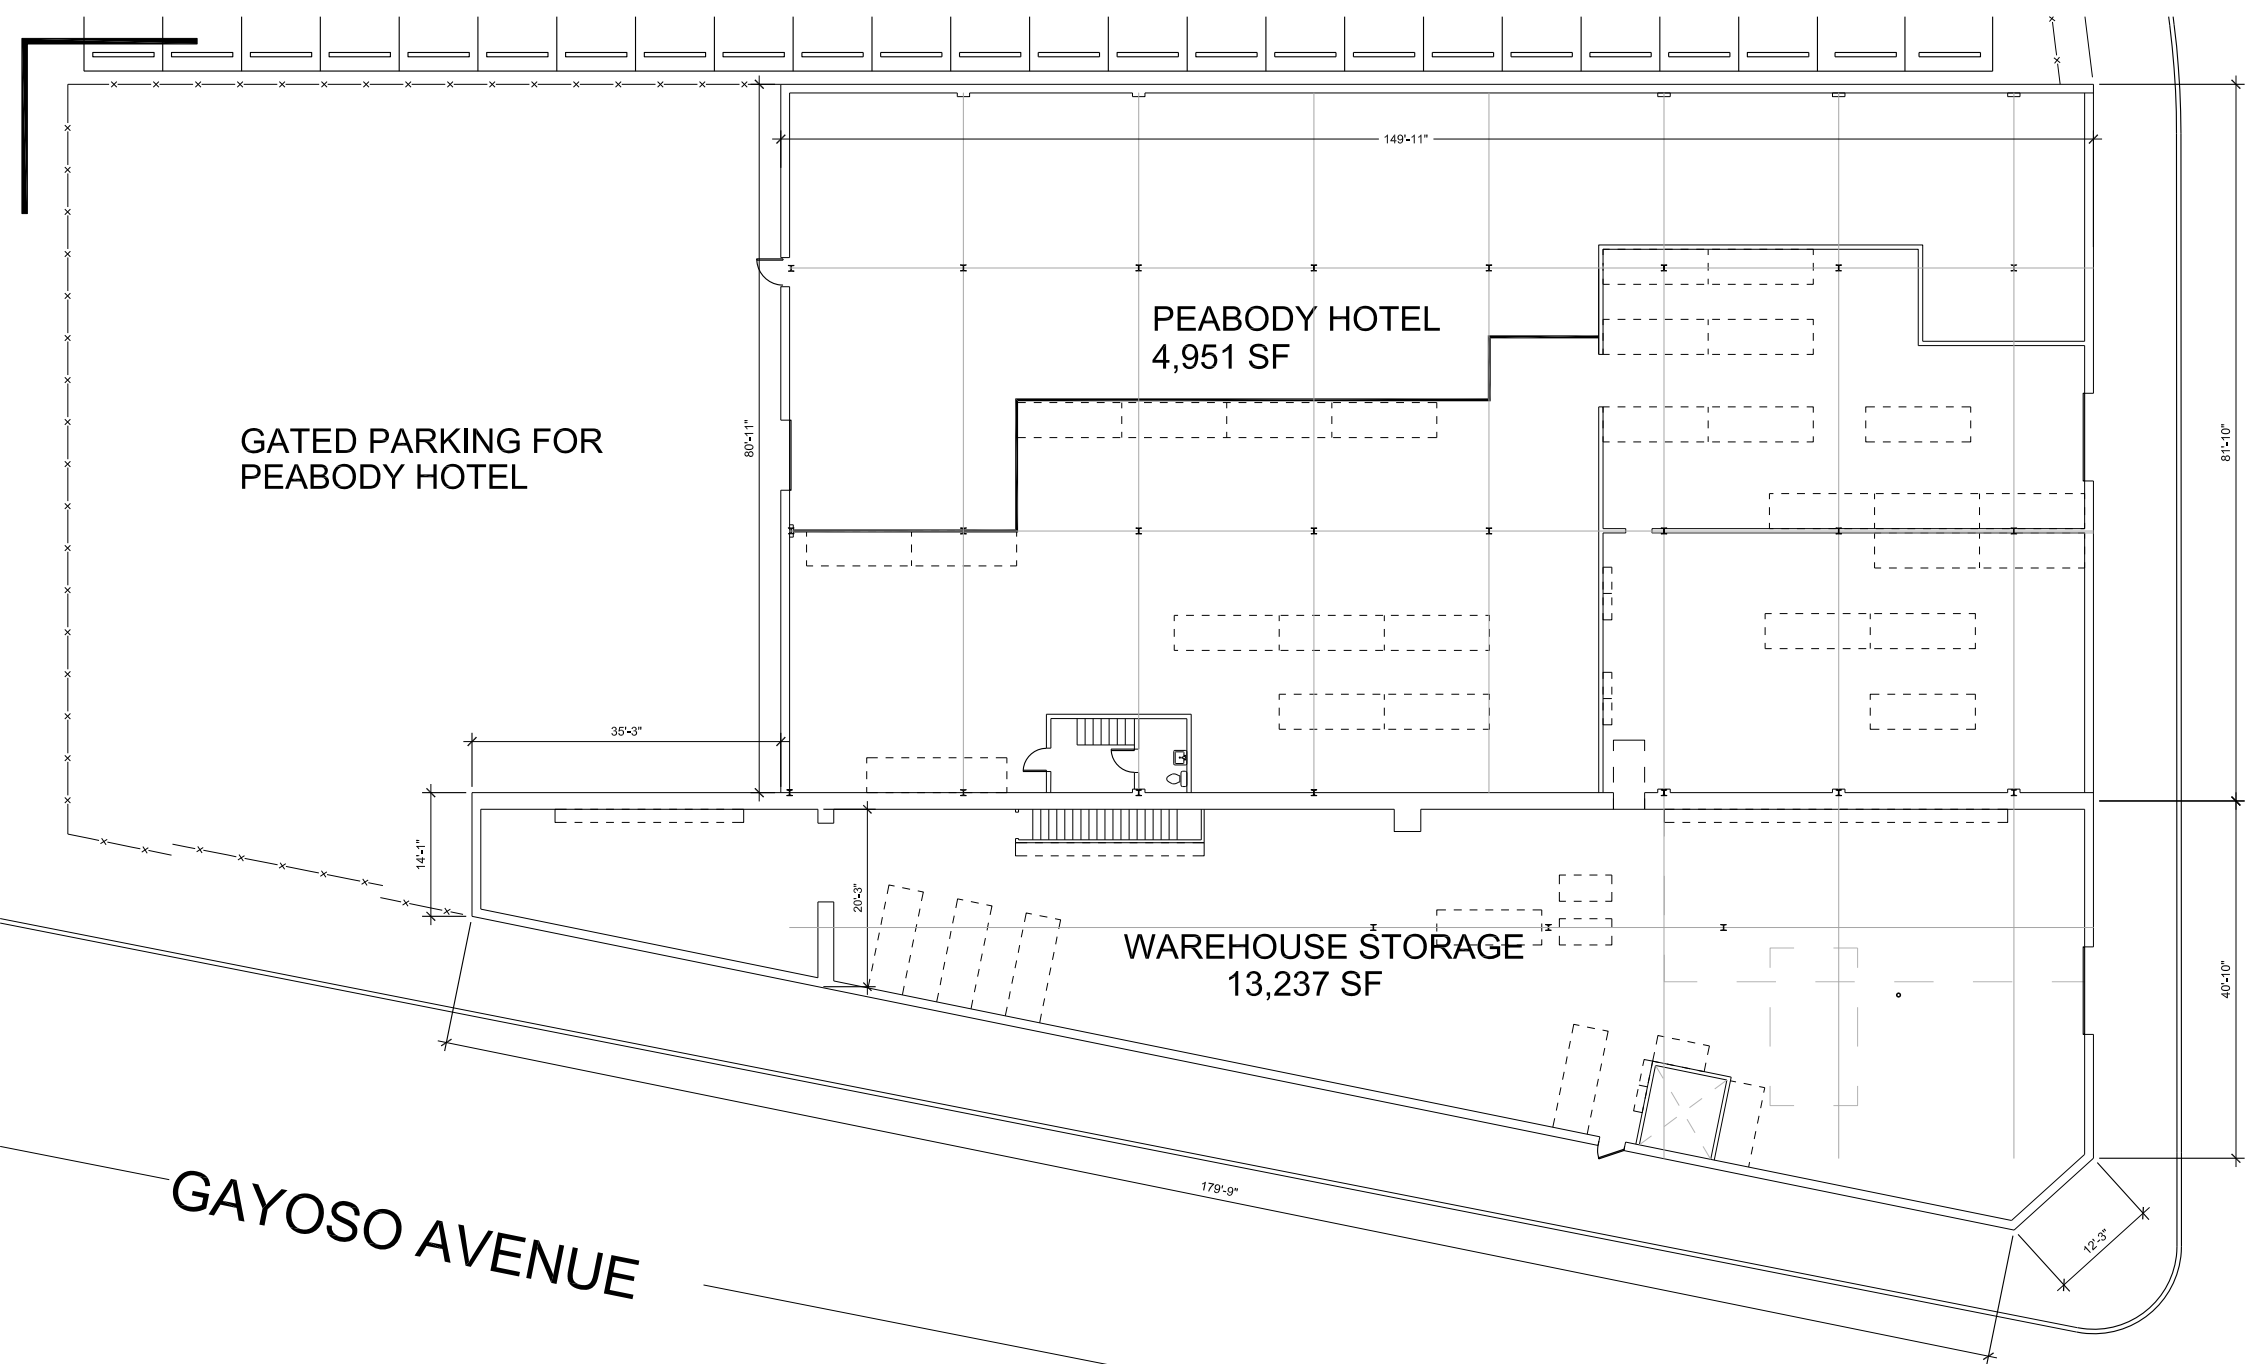 149'-11"
PEABODY HOTEL
4,951 SF
GATED PARKING FOR
PEABODY HOTEL
80'-11"
81'-10"
35'-3"
14'-1"
20'-3"
WAREHOUSE STORAGE
13,237 SF
40'-10"
179'-9"
12'-3"
GAYOSO AVENUE